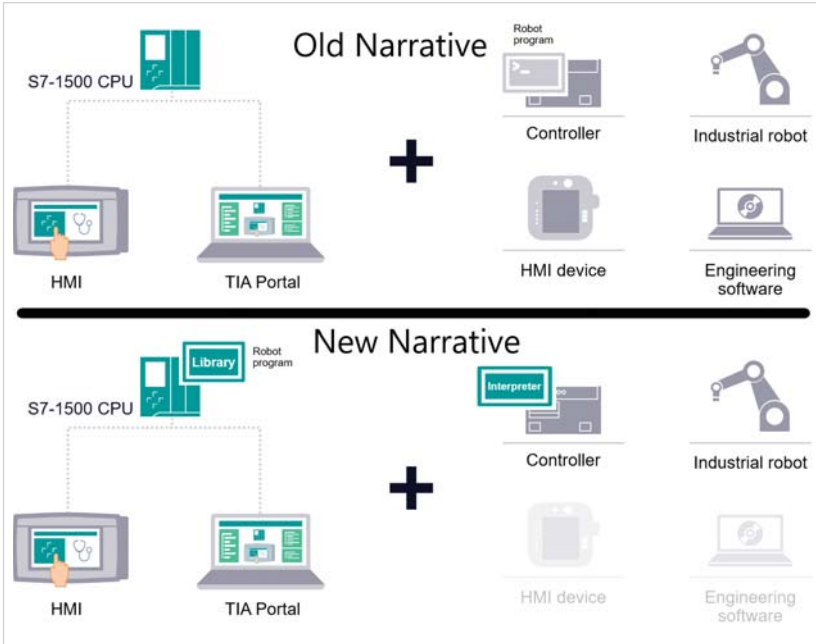 Old Narrative
Robot
program
S7-1500 CPU
Controller
Industrial robot
HMI
TIA Portal
HMI device
Engineering
software
New Narrative
Library
Robot
program
Interpreter
S7-1500 CPU
Controller
Industrial robot
HMI
TIA Portal
HMI device
Engineering
software